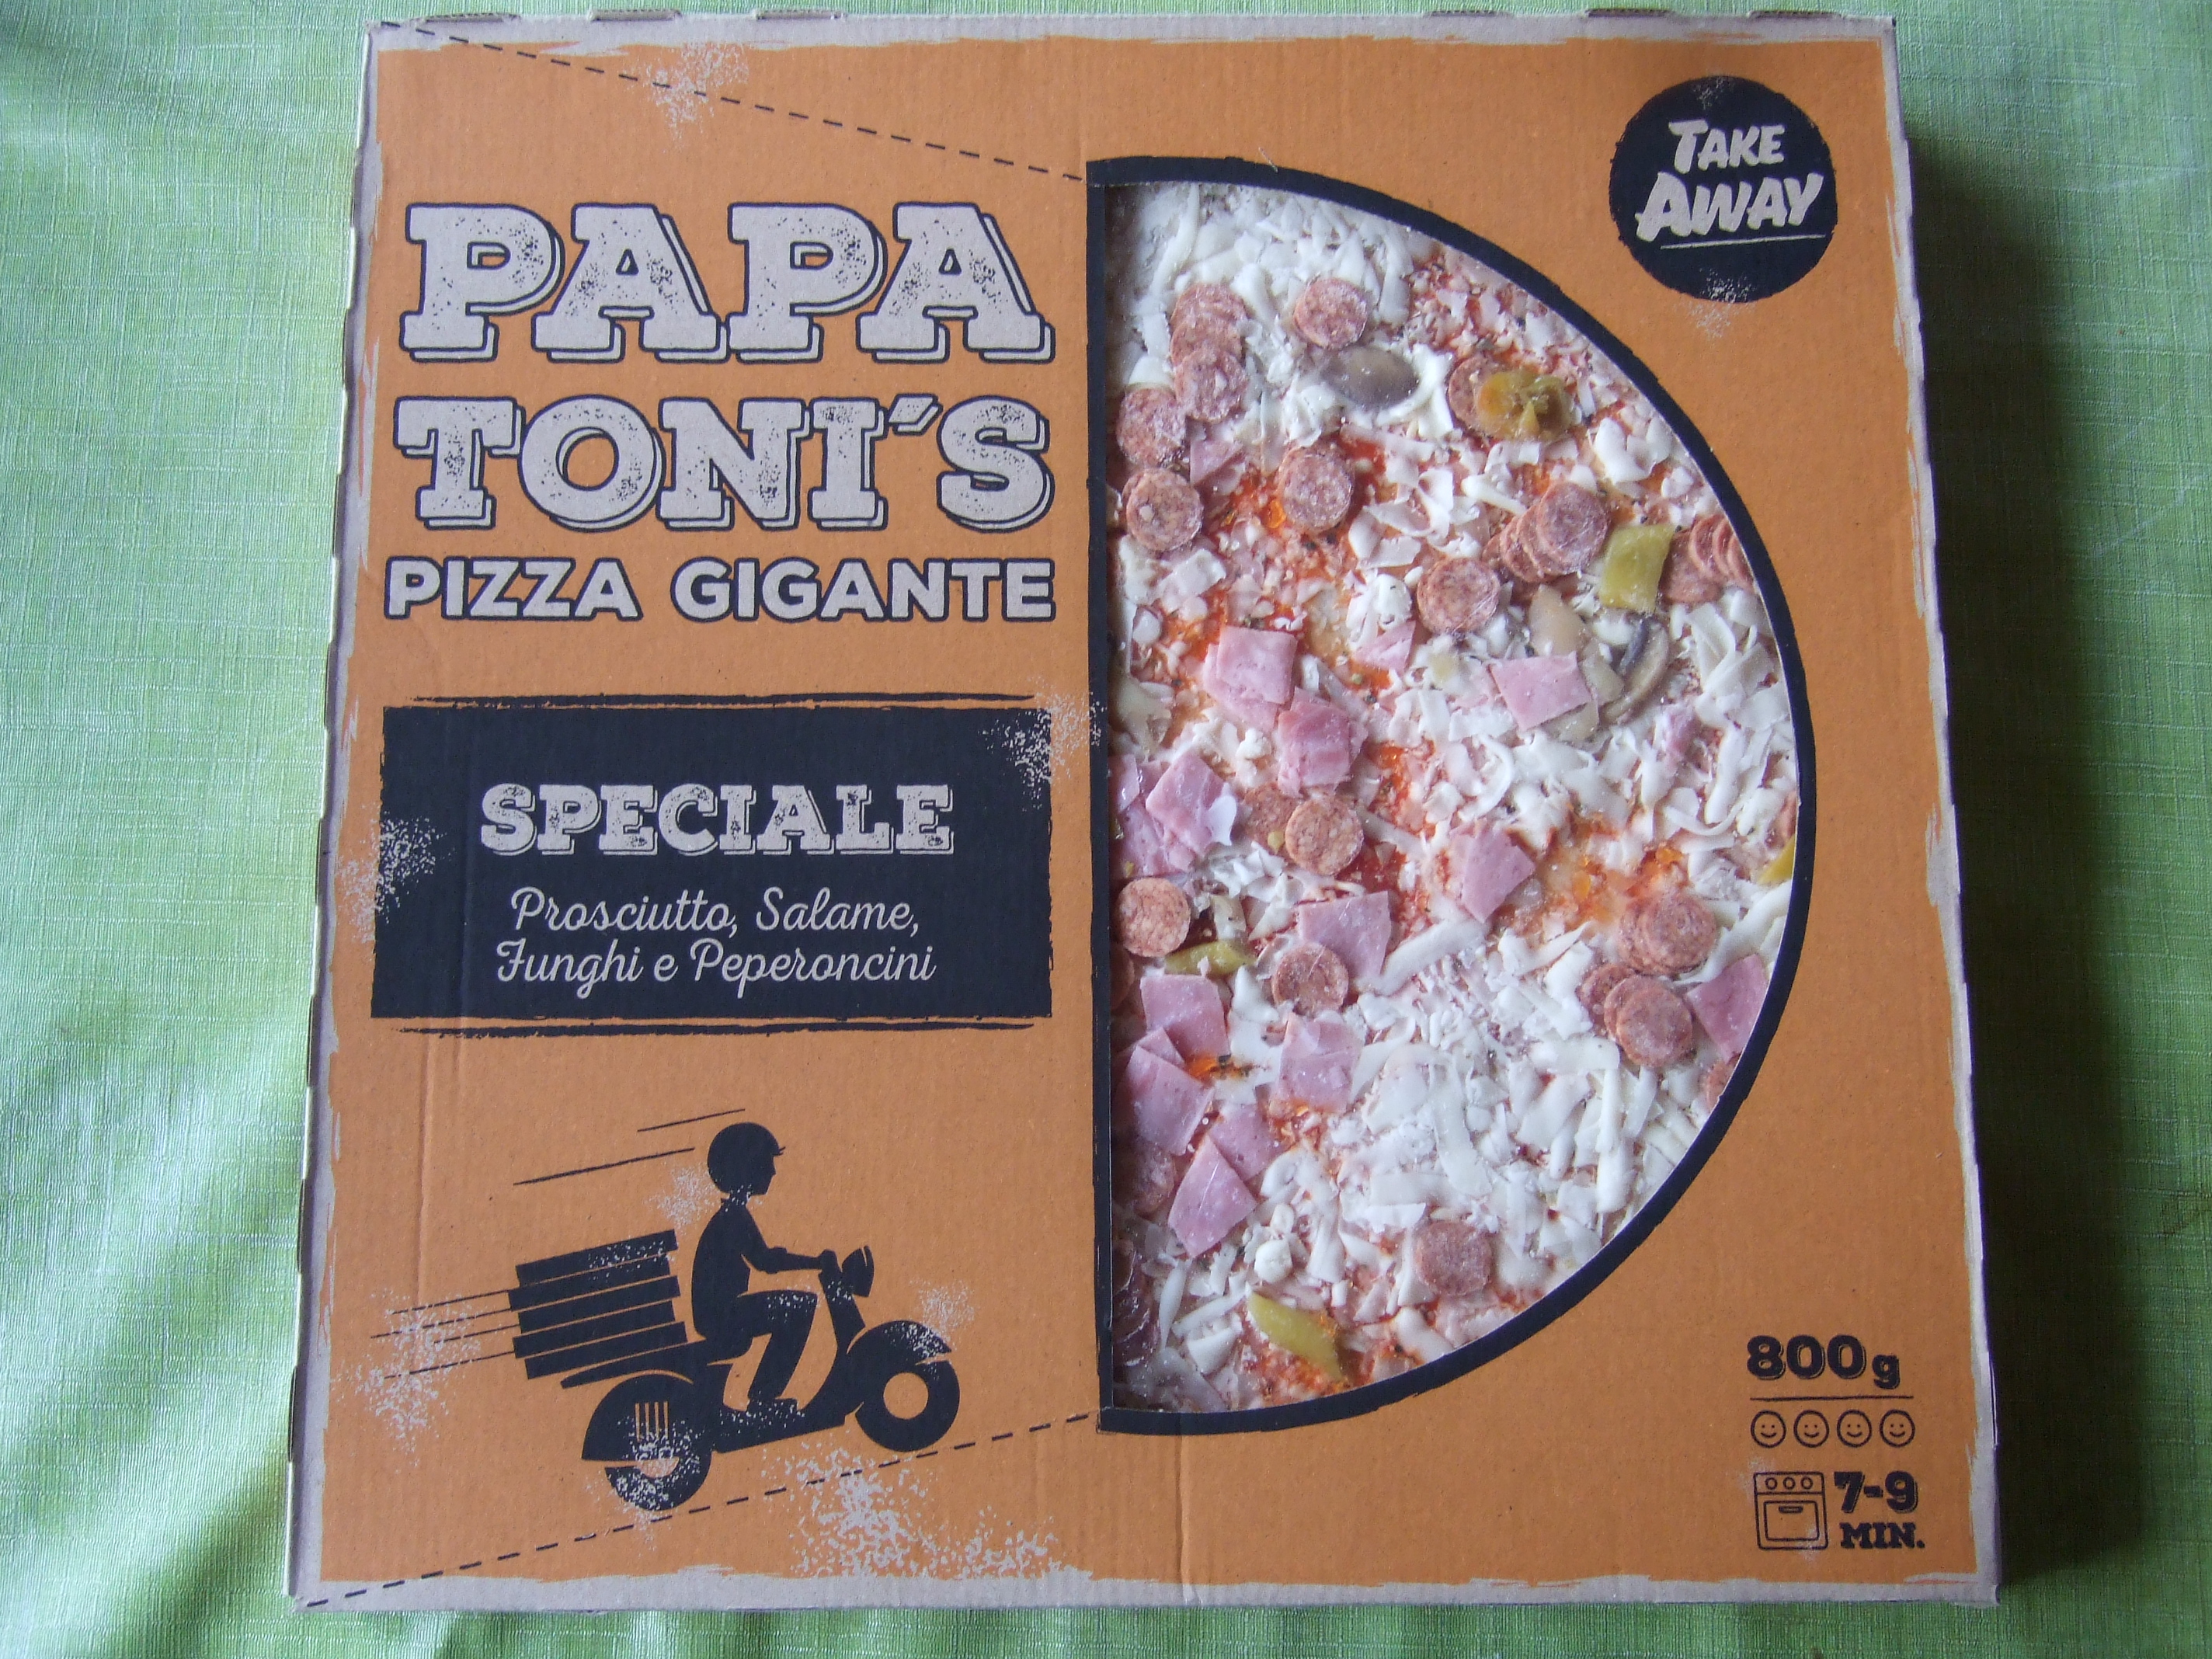 TAKE
AWAY
PAPA
TONI´S
PIZZA GIGANTE
SPECIALE
Prosciutto, Salame,
Funghi e Peperoncini
800g
7-9
MIN.